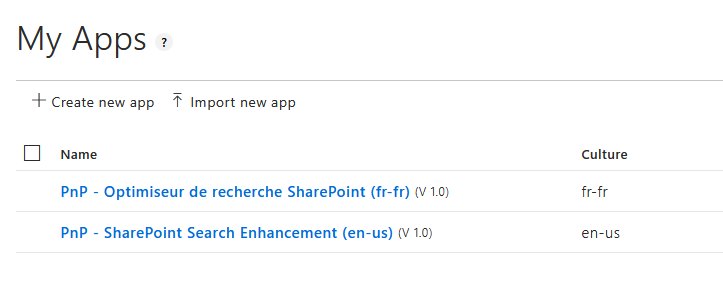 My Apps ?
Create new app Import new app
Name Culture
PnP - Optimiseur de recherche SharePoint (fr-fr) (V 1.0) fr-fr
PnP - SharePoint Search Enhancement (en-us) (V 1.0) en-us